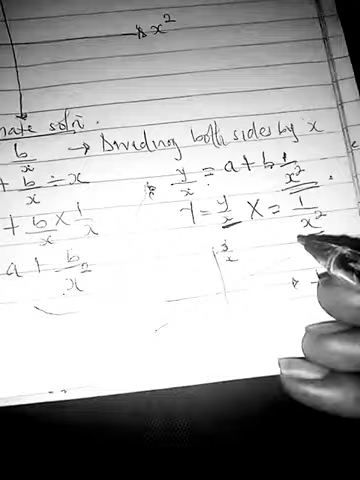 x²
nate soln.
b/x → Dividing both sides by x
+ b/x ÷ x
y/x = a + b 1/x²
+ b/x × 1/x
Y = y/x X = 1/x²
a + b/x²
y/x